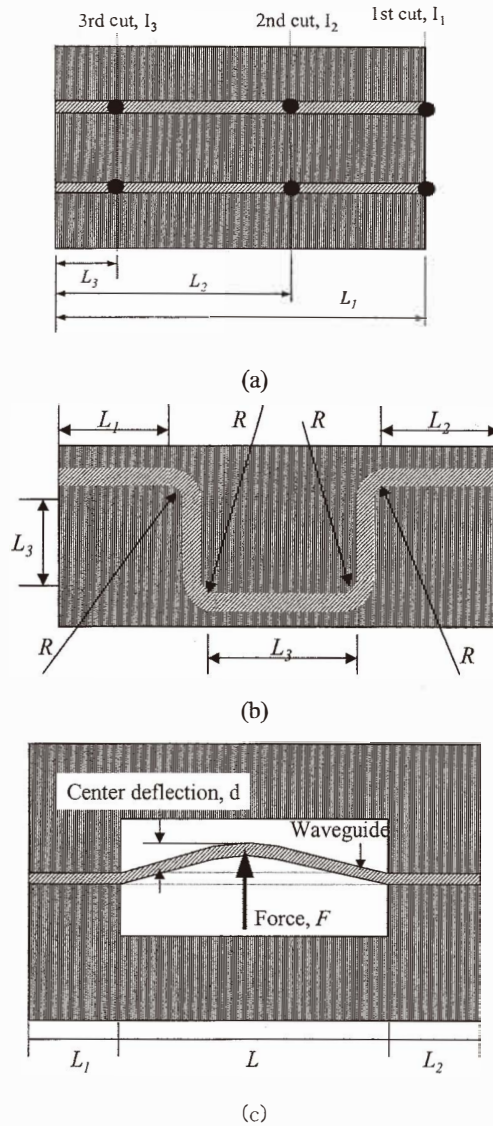 3rd cut, I₃ 2nd cut, I₂ 1st cut, I₁
L₃
L₂
L₁
(a)
L₁ R R L₂
L₃
R L₃ R
(b)
Center deflection, d
Waveguide
Force, F
L₁ L L₂
(c)